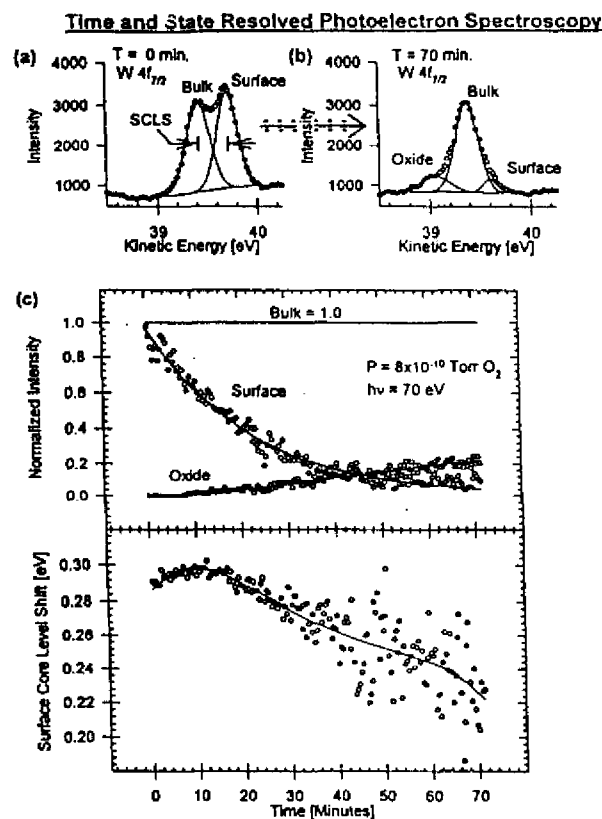 Time and State Resolved Photoelectron Spectroscopy
(a)
T = 0 min.
W 4f7/2
Bulk
Surface
SCLS
4000
3000
2000
1000
Intensity
39
40
Kinetic Energy [eV]
(b)
T = 70 min.
W 4f7/2
Bulk
Oxide
Surface
4000
3000
2000
1000
Intensity
39
40
Kinetic Energy [eV]
(c)
Bulk = 1.0
P = 8x10⁻¹⁰ Torr O₂
hν = 70 eV
Surface
Oxide
1.0
0.8
0.6
0.4
0.2
0.0
Normalized Intensity
0.30
0.28
0.26
0.24
0.22
0.20
Surface Core Level Shift [eV]
0 10 20 30 40 50 60 70
Time [Minutes]